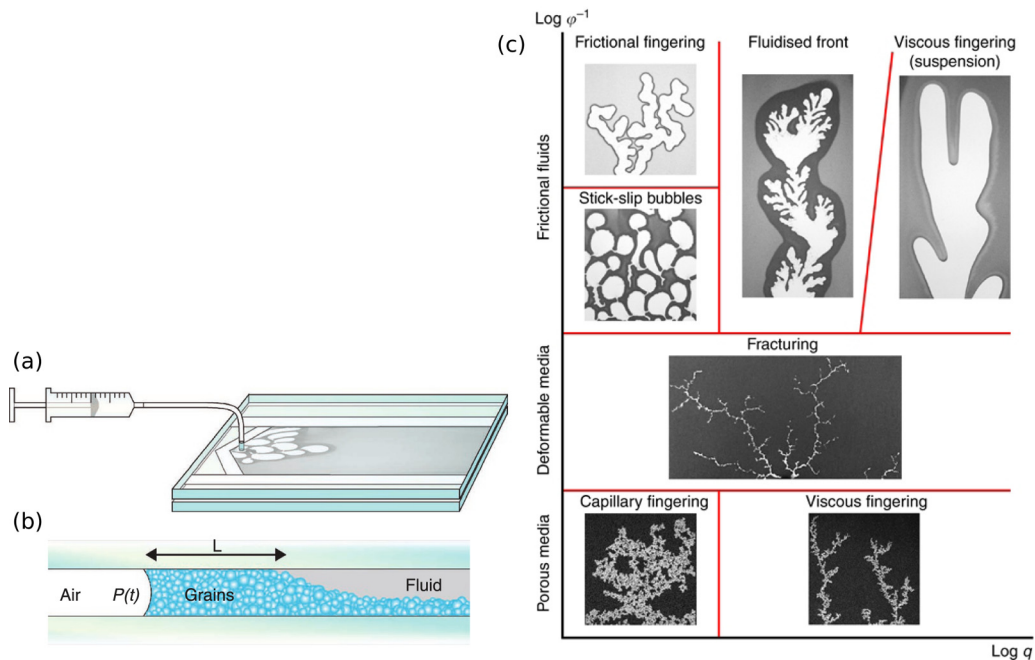 (a)
(b)
L
Air
P(t)
Grains
Fluid
(c)
Log φ⁻¹
Frictional fingering
Fluidised front
Viscous fingering
(suspension)
Frictional fluids
Stick-slip bubbles
Deformable media
Fracturing
Porous media
Capillary fingering
Viscous fingering
Log q